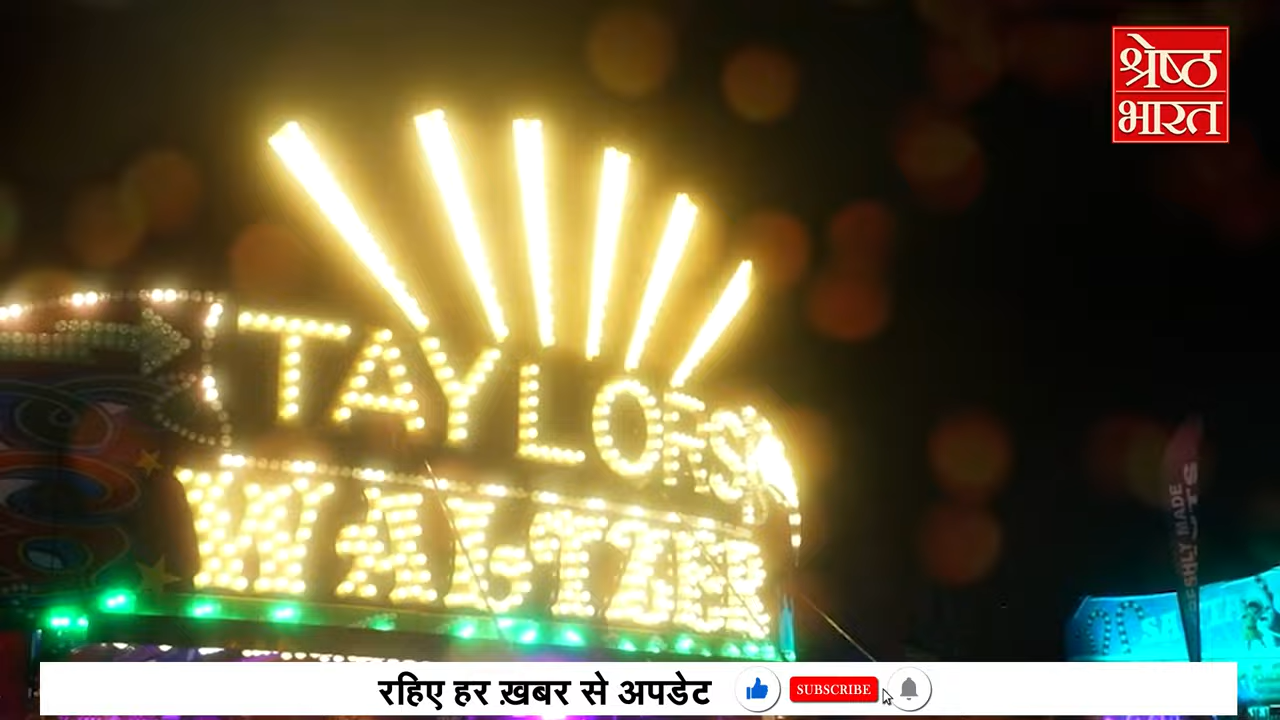 श्रेष्ठ
भारत
TAYLORS
WALTZER
रहिए हर ख़बर से अपडेट
SUBSCRIBE